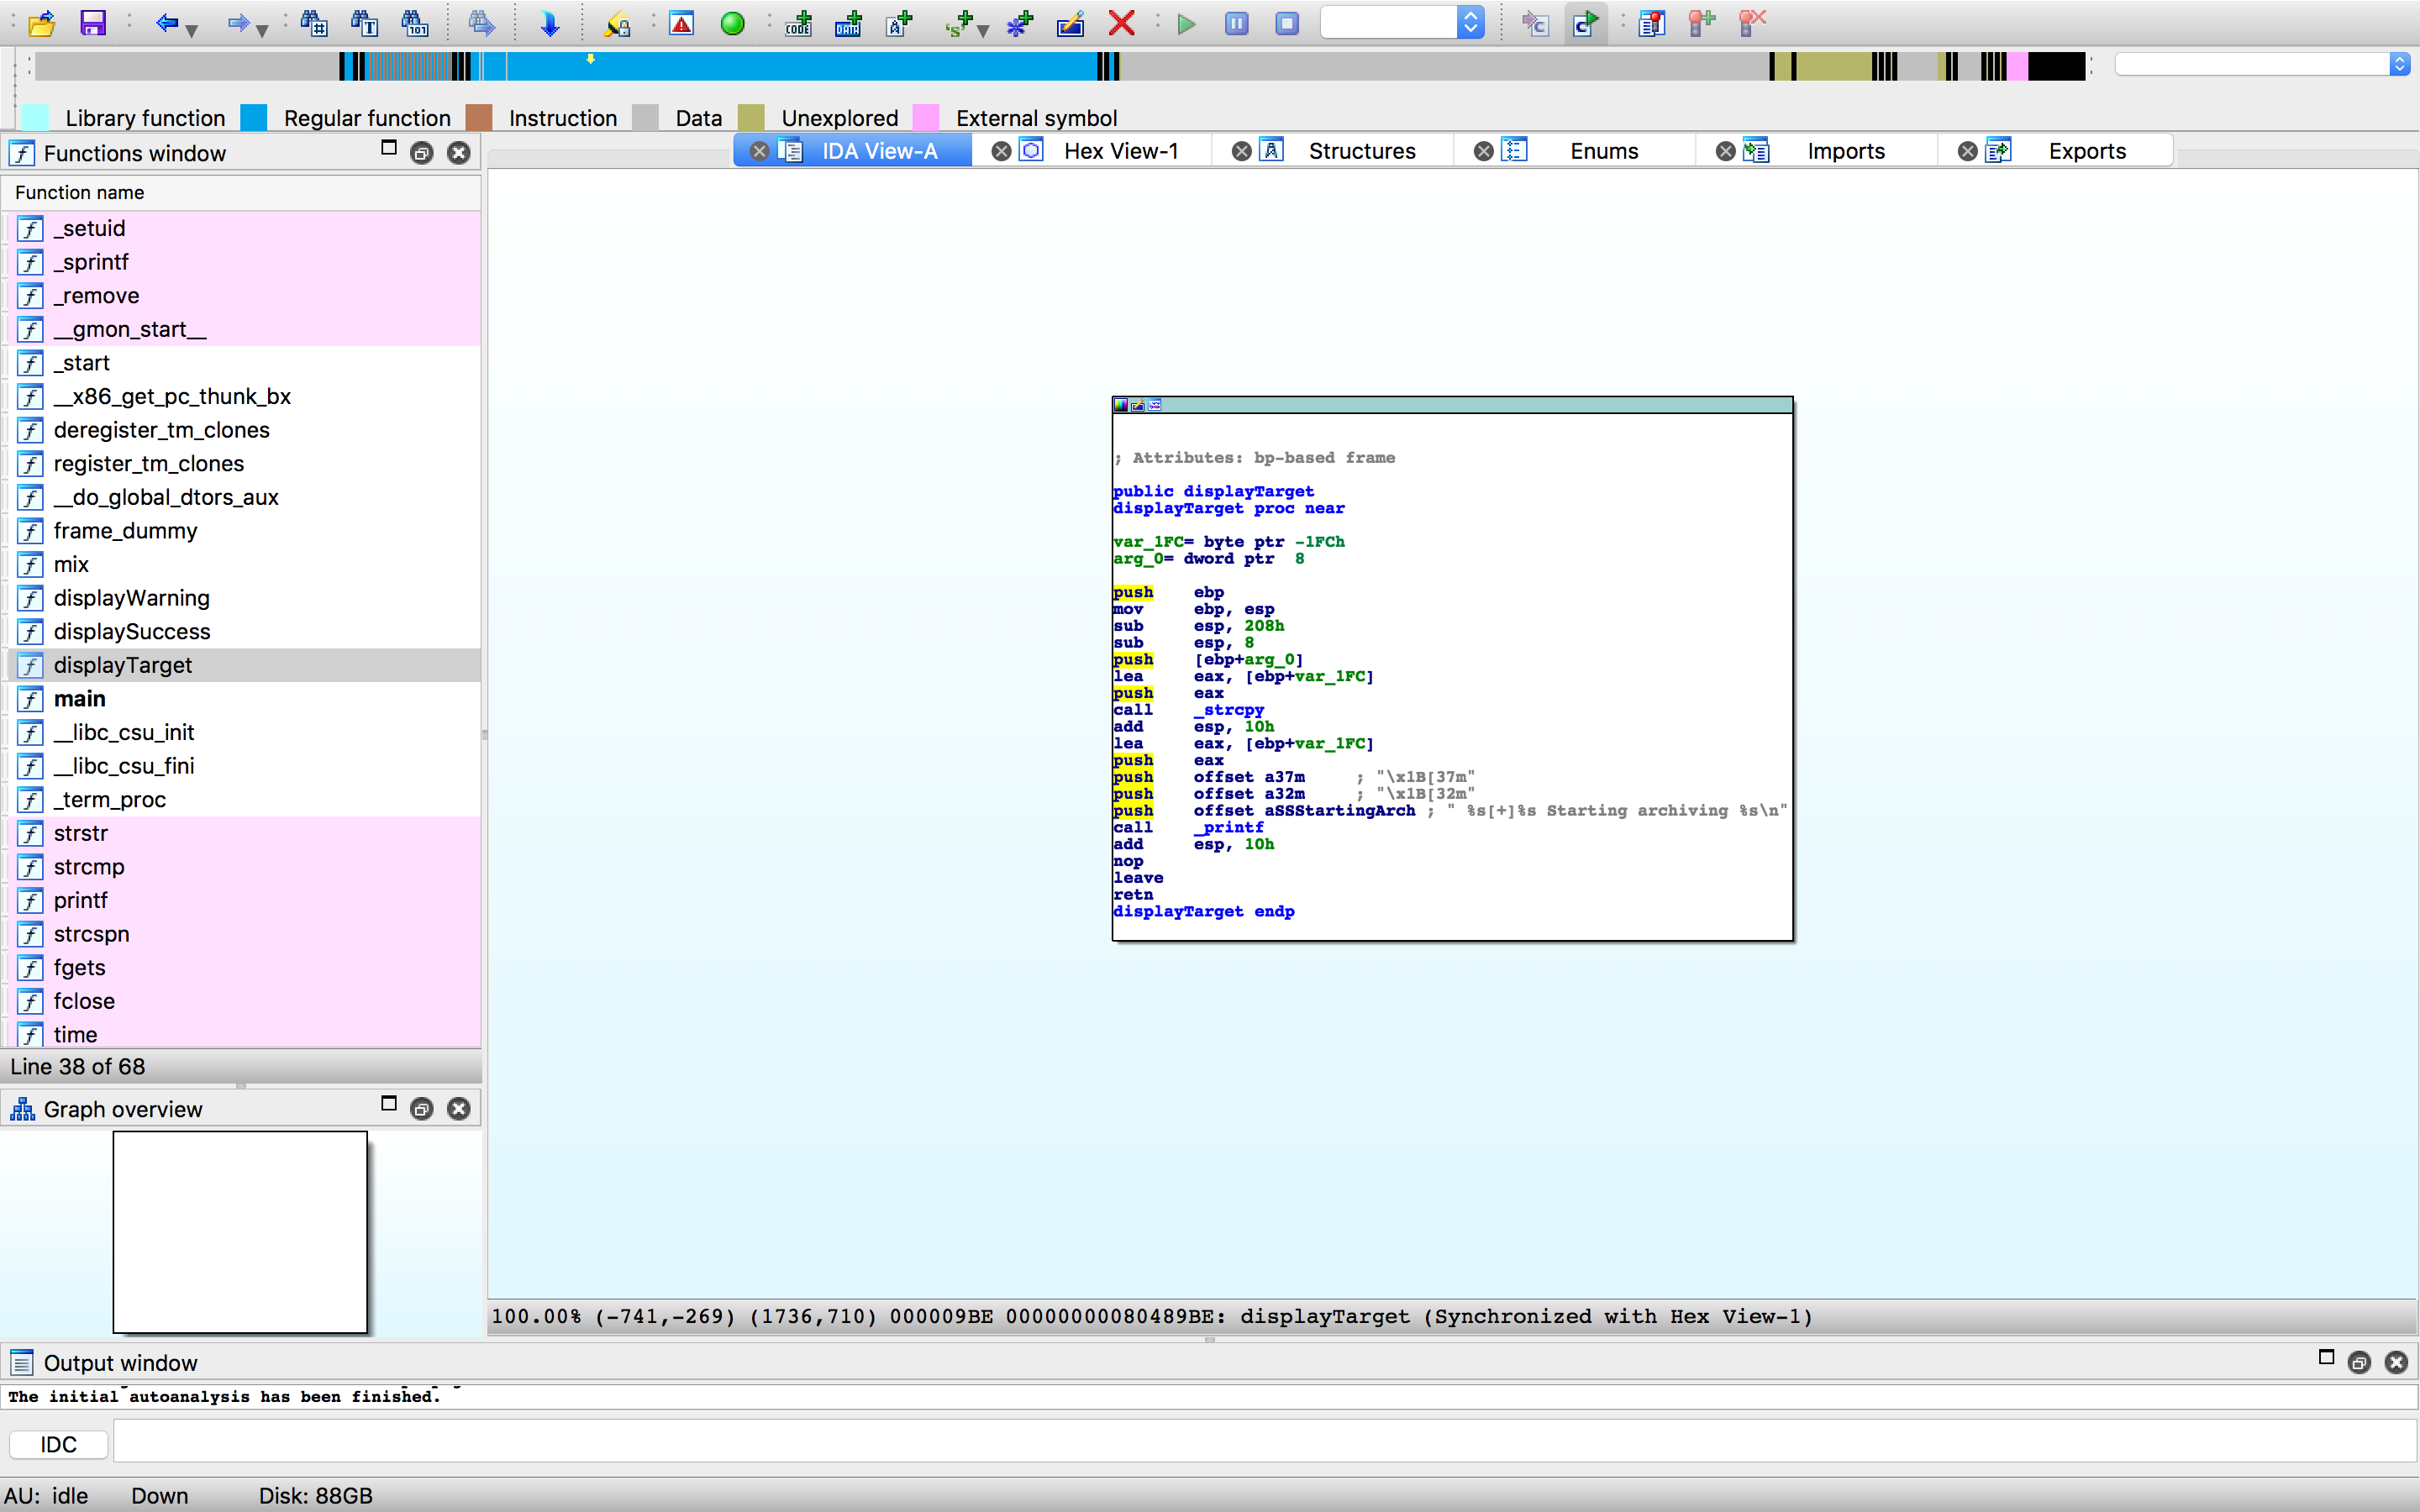 Library function Regular function Instruction Data Unexplored External symbol
Functions window
IDA View-A Hex View-1 Structures Enums Imports Exports
Function name
_setuid
_sprintf
_remove
__gmon_start__
_start
__x86_get_pc_thunk_bx
deregister_tm_clones
register_tm_clones
__do_global_dtors_aux
frame_dummy
mix
displayWarning
displaySuccess
displayTarget
main
__libc_csu_init
__libc_csu_fini
_term_proc
strstr
strcmp
printf
strcspn
fgets
fclose
time
Line 38 of 68
Graph overview
; Attributes: bp-based frame
public displayTarget
displayTarget proc near
var_1FC= byte ptr -1FCh
arg_0= dword ptr  8
push    ebp
mov     ebp, esp
sub     esp, 208h
sub     esp, 8
push    [ebp+arg_0]
lea     eax, [ebp+var_1FC]
push    eax
call    _strcpy
add     esp, 10h
lea     eax, [ebp+var_1FC]
push    eax
push    offset a37m     ; "\x1B[37m"
push    offset a32m     ; "\x1B[32m"
push    offset aSSStartingArch ; " %s[+]%s Starting archiving %s\n"
call    _printf
add     esp, 10h
nop
leave
retn
displayTarget endp
100.00% (-741,-269) (1736,710) 000009BE 00000000080489BE: displayTarget (Synchronized with Hex View-1)
Output window
The initial autoanalysis has been finished.
IDC
AU: idle Down Disk: 88GB